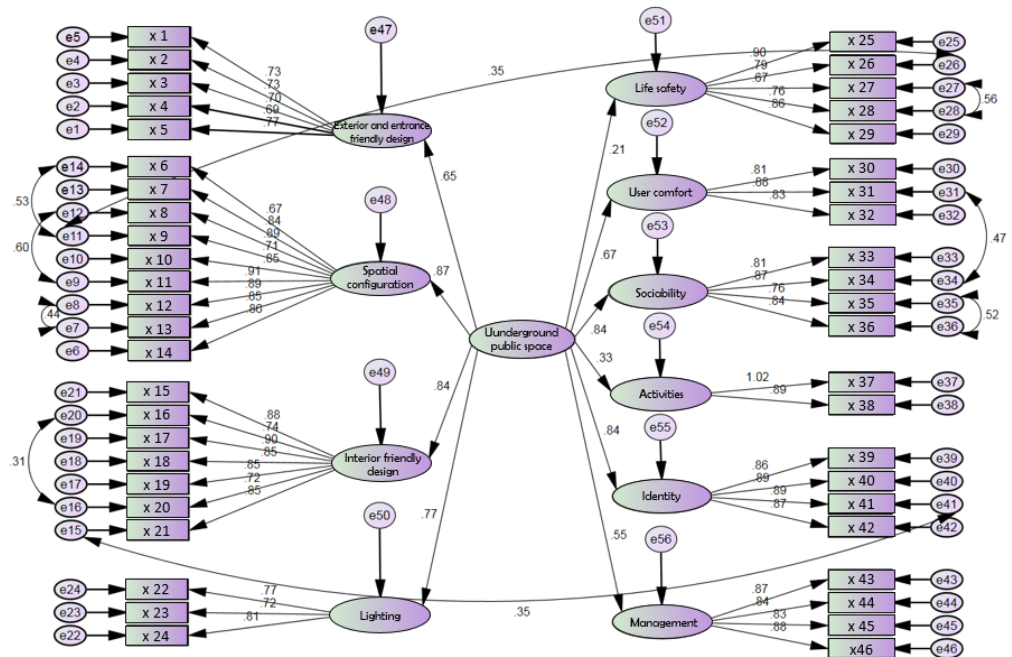 e5 x 1
e4 x 2
e3 x 3
e2 x 4
e1 x 5
.73
.73
.70
.69
.77
e47
Exterior and entrance
friendly design
.65
.35
e14 x 6
e13 x 7
e12 x 8
e11 x 9
e10 x 10
e9 x 11
e8 x 12
e7 x 13
e6 x 14
.53
.60
.44
.67
.84
.89
.71
.85
.91
.89
.85
.86
e48
Spatial
configuration
.87
e21 x 15
e20 x 16
e19 x 17
e18 x 18
e17 x 19
e16 x 20
e15 x 21
.31
.88
.74
.90
.85
.85
.72
.85
e49
Interior friendly
design
.84
e24 x 22
e23 x 23
e22 x 24
.77
.72
.81
e50
Lighting
.77
Uunderground
public space
e51
Life safety
.21
.90
.79
.67
.76
.86
x 25 e25
x 26 e26
x 27 e27
x 28 e28
x 29 e29
.56
e52
User comfort
.67
.81
.88
.83
x 30 e30
x 31 e31
x 32 e32
.47
e53
Sociability
.84
.81
.87
.76
.84
x 33 e33
x 34 e34
x 35 e35
x 36 e36
.52
e54
Activities
.33
1.02
.89
x 37 e37
x 38 e38
e55
Identity
.84
.86
.89
.89
.87
x 39 e39
x 40 e40
x 41 e41
x 42 e42
.35
e56
Management
.55
.87
.84
.83
.88
x 43 e43
x 44 e44
x 45 e45
x46 e46